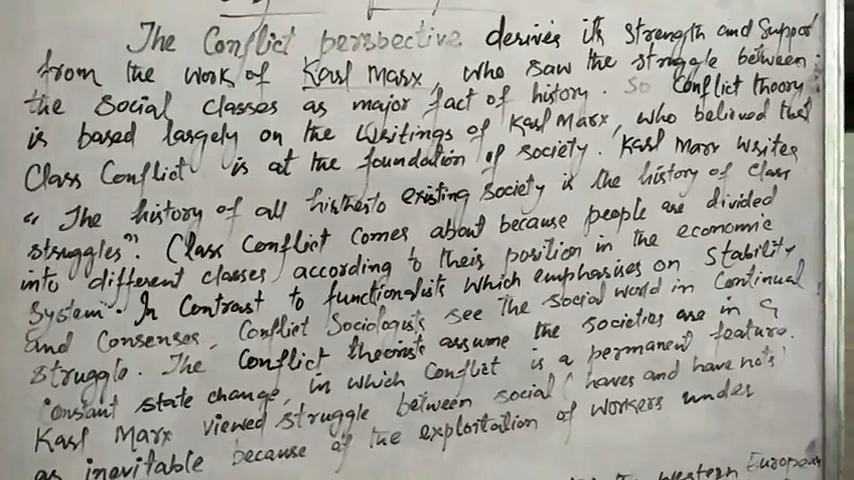 The Conflict perspective derives its strength and Suppor
from the work of Karl Marx, who saw the struggle between
the social classes as major fact of history. So Conflict theory
is based largely on the writings of Karl Marx, who believed that
Class Conflict is at the foundation of society. Karl Marx writes
" The history of all hitherto existing society is the history of class
struggles". Class Conflict Comes about because people are divided
into different classes, according to their position in the economic
System. In Contrast to functionalists which emphasises on Stability
and Consenses, Conflict Sociologists see the social world in Continual
struggle. The Conflict theorists assume the societies are in a
onstant state change, in which Conflict is a permanent feature.
Karl Marx viewed struggle between social (haves and have nots)
as inevitable because of the exploitation of workers under
Western European